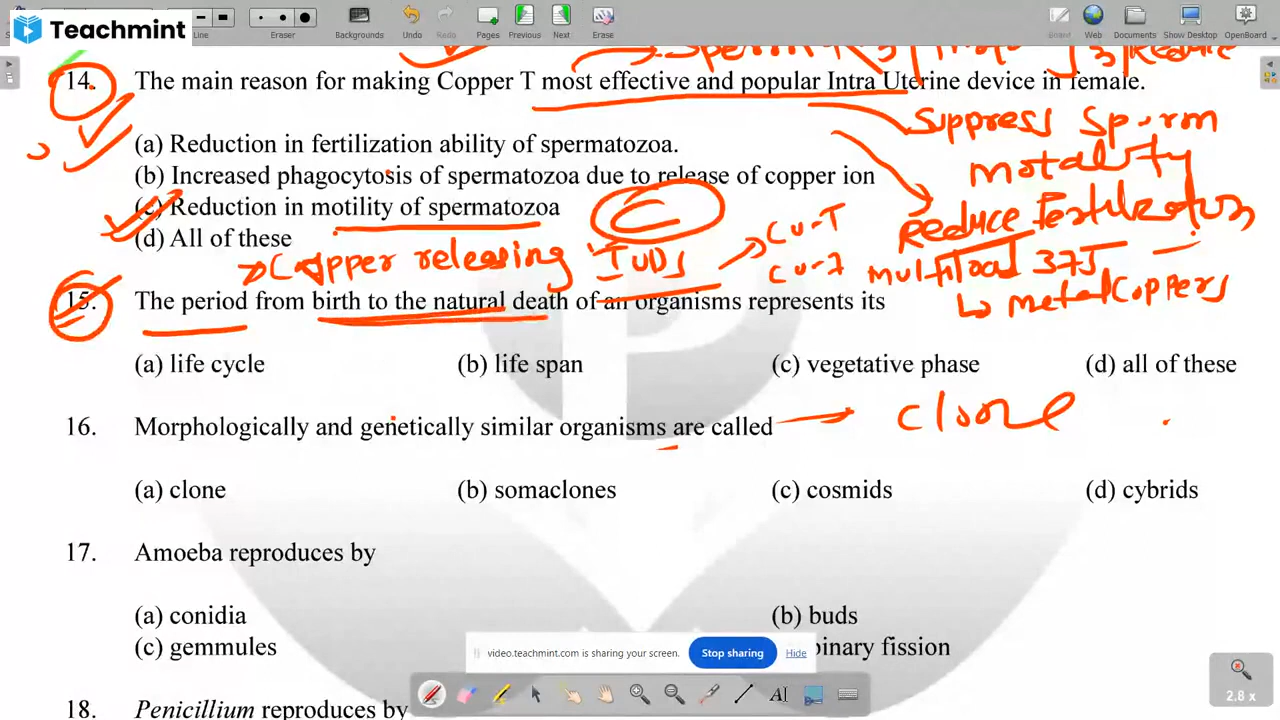 Teachmint
Line
Eraser
Backgrounds
Undo
Pages
Previous
Next
Erase
Board
Web
Documents
Show Desktop
OpenBoard
14. The main reason for making Copper T most effective and popular Intra Uterine device in female.
Suppress Sperm
(a) Reduction in fertilization ability of spermatozoa.
motality
(b) Increased phagocytosis of spermatozoa due to release of copper ion
(c) Reduction in motility of spermatozoa
Reduce Fertilization
(d) All of these
Copper releasing IUDs
Cu-T
Cu-7
multiload 375
metal coppers
15. The period from birth to the natural death of an organisms represents its
(a) life cycle (b) life span (c) vegetative phase (d) all of these
16. Morphologically and genetically similar organisms are called clone
(a) clone (b) somaclones (c) cosmids (d) cybrids
17. Amoeba reproduces by
(a) conidia (b) buds
(c) gemmules binary fission
video.teachmint.com is sharing your screen. Stop sharing Hide
18. Penicillium reproduces by
2.8 x